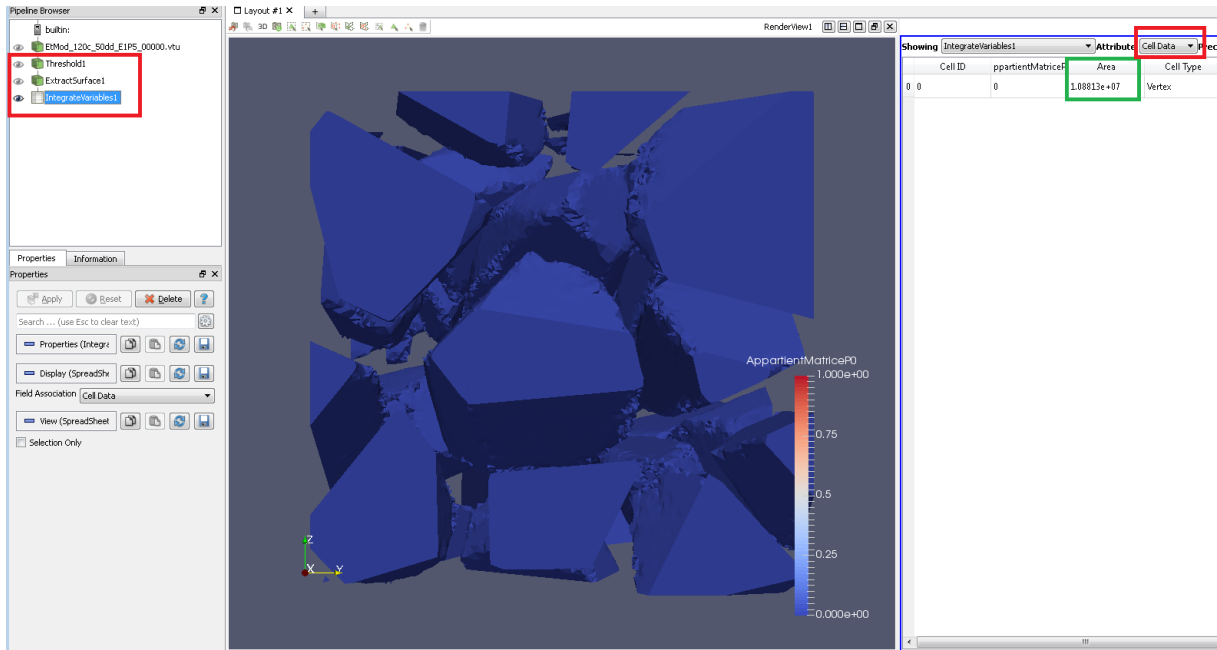 Pipeline Browser
builtin:
EtMod_120c_50dd_E1P5_00000.vtu
Threshold1
ExtractSurface1
IntegrateVariables1
Properties Information
Properties
Apply Reset Delete ?
Search ... (use Esc to clear text)
Properties (Integra
Display (SpreadShe
Field Association Cell Data
View (SpreadSheet
Selection Only
Layout #1 × +
3D
RenderView1
AppartientMatriceP0
1.000e+00
0.75
0.5
0.25
0.000e+00
Z
X Y
Showing IntegrateVariables1 Attribute Cell Data Prec
Cell ID ppartientMatriceP Area Cell Type
0 0 0 1.08813e+07 Vertex